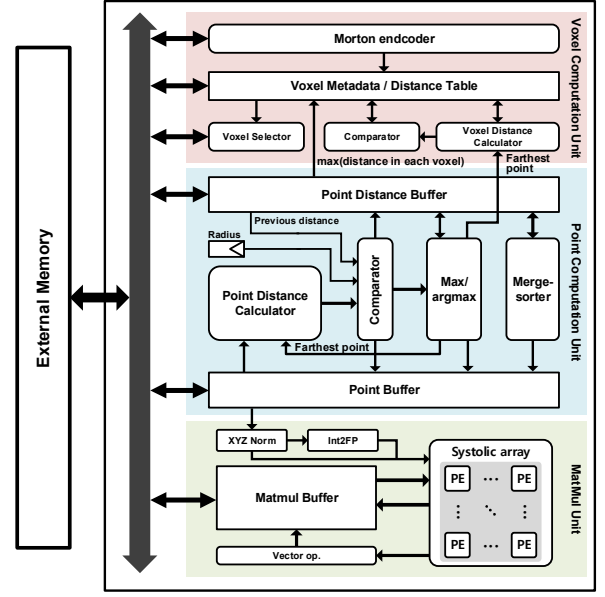 External Memory
Morton endcoder
Voxel Metadata / Distance Table
Voxel Selector
Comparator
Voxel Distance
Calculator
max(distance in each voxel)
Farthest
point
Voxel Computation Unit
Point Distance Buffer
Previous distance
Radius
Point Distance
Calculator
Comparator
Max/
argmax
Merge-
sorter
Farthest point
Point Buffer
Point Computation Unit
XYZ Norm
Int2FP
Matmul Buffer
Vector op.
Systolic array
PE ... PE
PE ... PE
MatMul Unit